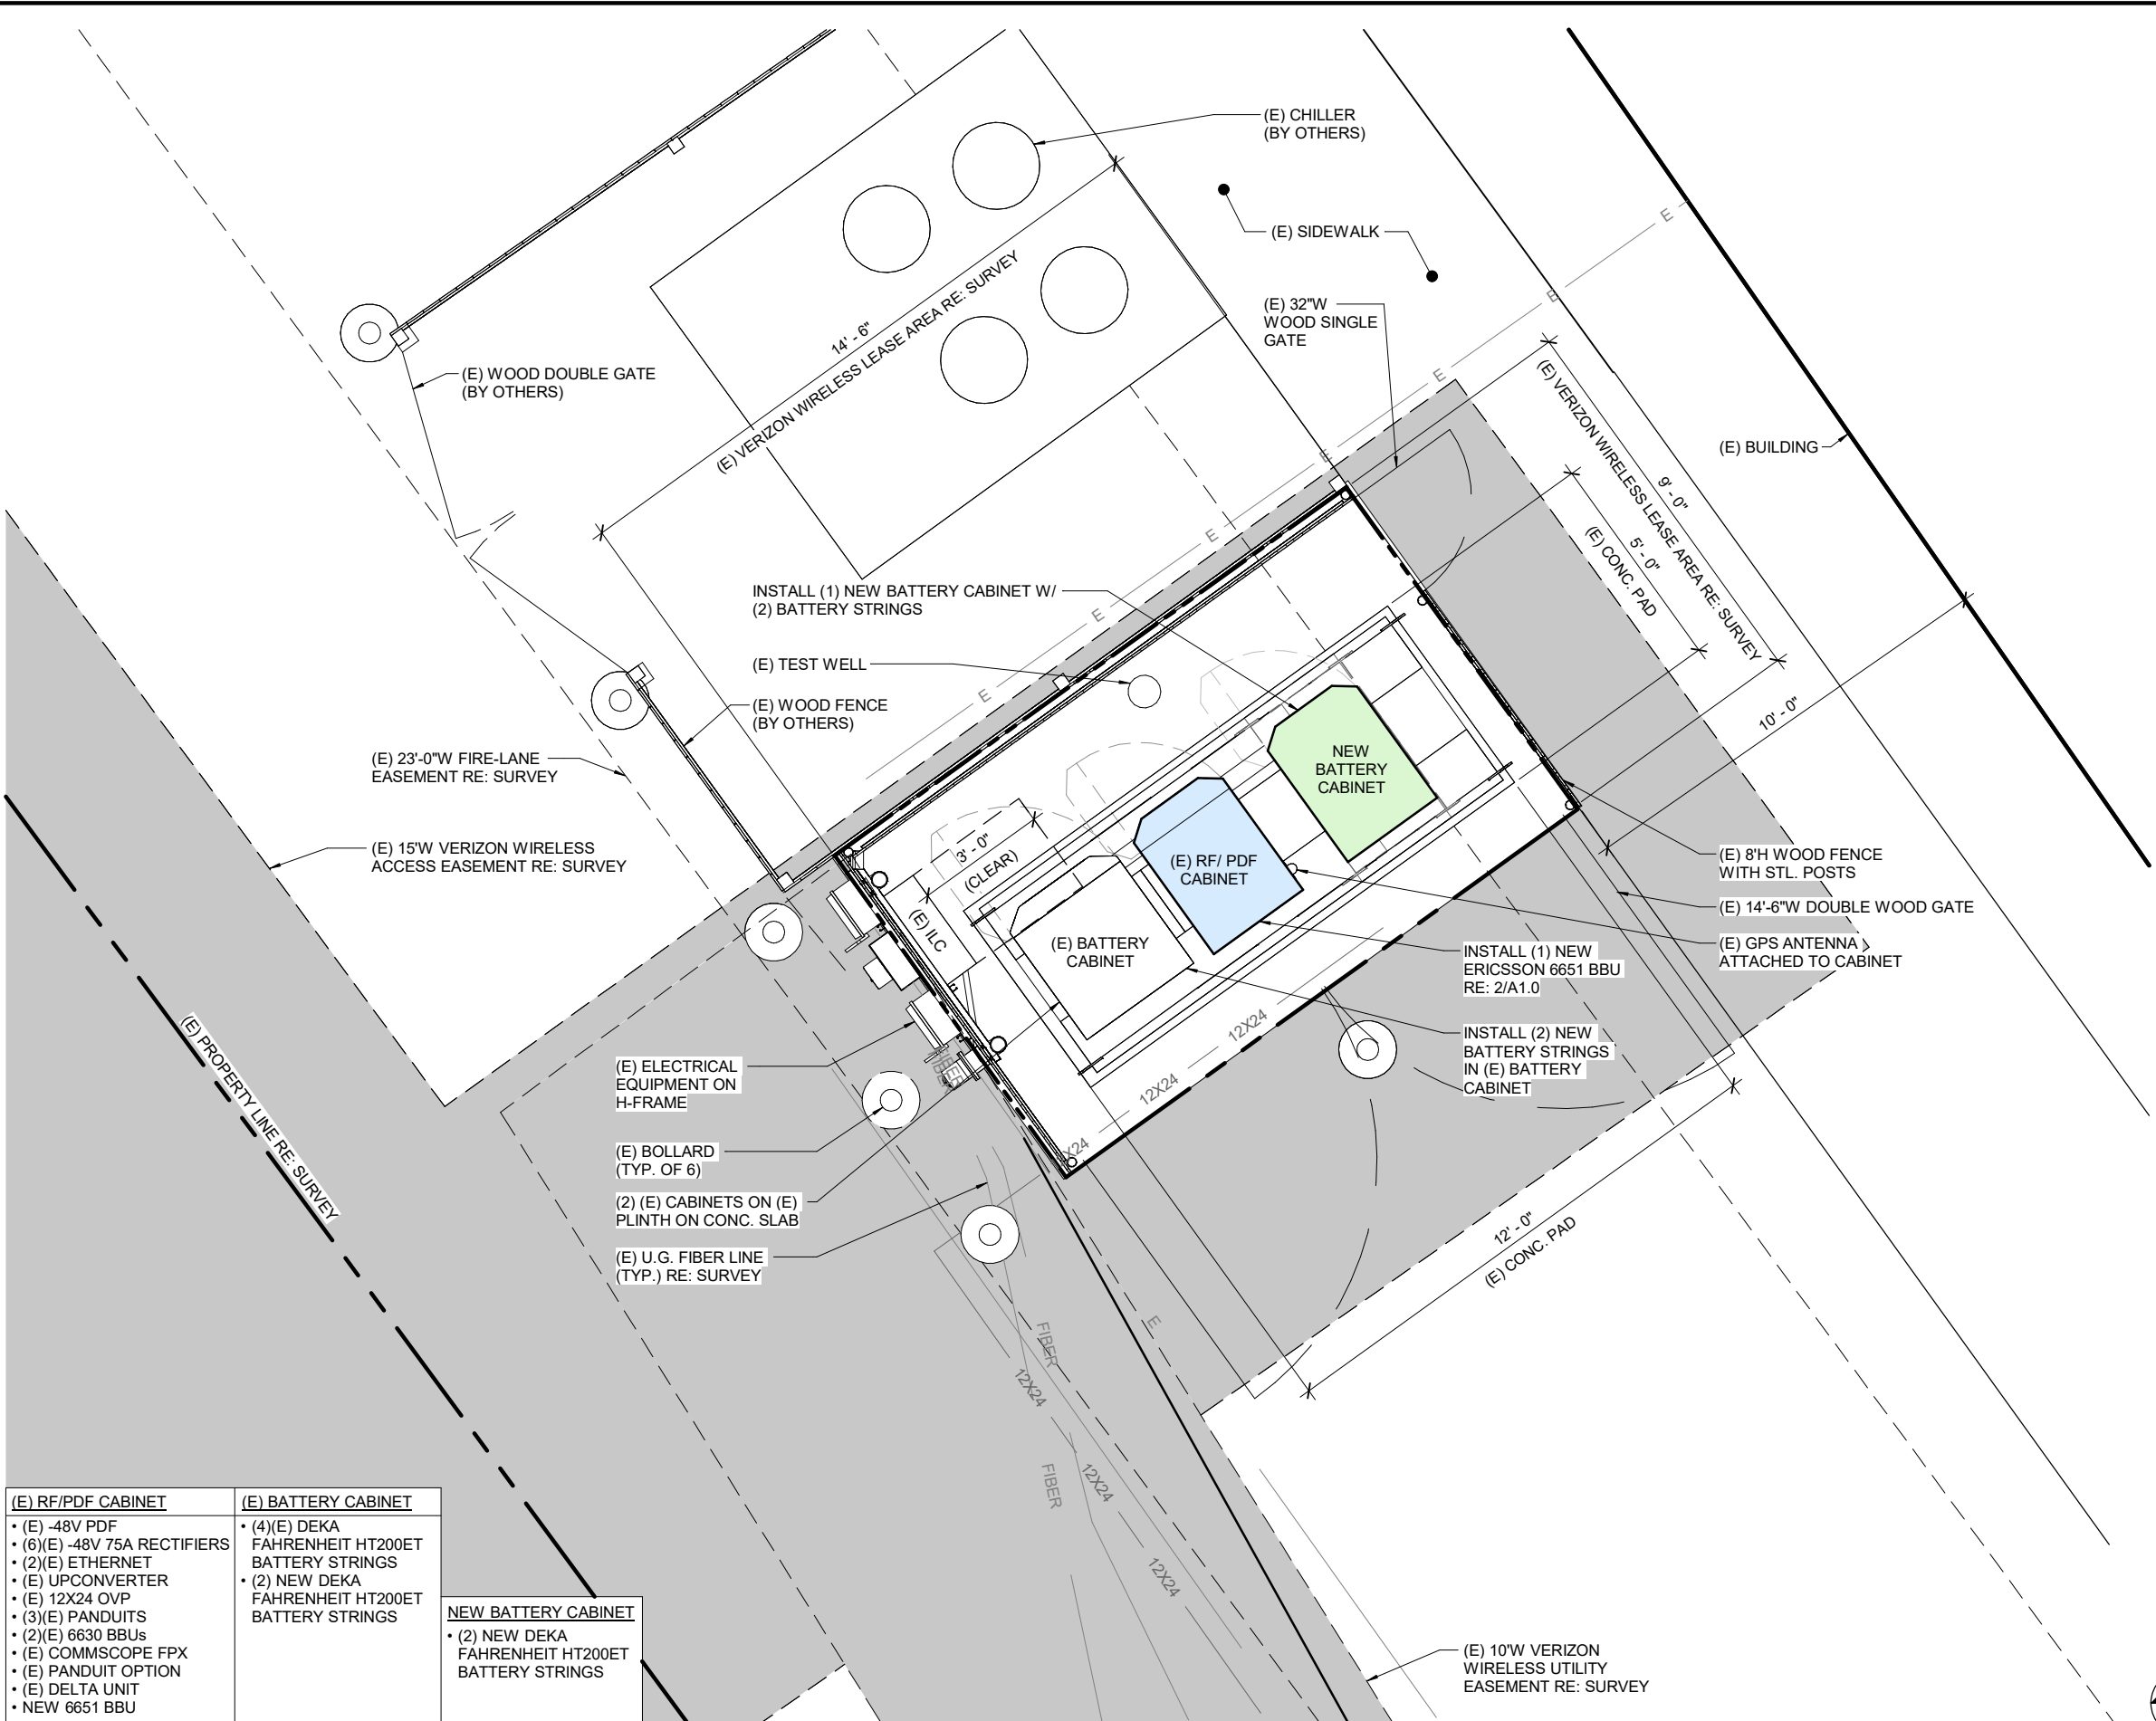 (E) CHILLER
(BY OTHERS)
(E) SIDEWALK
(E) 32"W
WOOD SINGLE
GATE
14' - 6"
(E) VERIZON WIRELESS LEASE AREA RE: SURVEY
(E) WOOD DOUBLE GATE
(BY OTHERS)
E
E
E
E
E
E
E
9' - 0"
(E) VERIZON WIRELESS LEASE AREA RE: SURVEY
5' - 0"
(E) CONC. PAD
(E) BUILDING
10' - 0"
INSTALL (1) NEW BATTERY CABINET W/
(2) BATTERY STRINGS
(E) TEST WELL
(E) WOOD FENCE
(BY OTHERS)
(E) 23'-0"W FIRE-LANE
EASEMENT RE: SURVEY
(E) 15'W VERIZON WIRELESS
ACCESS EASEMENT RE: SURVEY
NEW
BATTERY
CABINET
(E) RF/ PDF
CABINET
(E) BATTERY
CABINET
3' - 0"
(CLEAR)
(E) ILC
(E) 8'H WOOD FENCE
WITH STL. POSTS
(E) 14'-6"W DOUBLE WOOD GATE
(E) GPS ANTENNA
ATTACHED TO CABINET
INSTALL (1) NEW
ERICSSON 6651 BBU
RE: 2/A1.0
INSTALL (2) NEW
BATTERY STRINGS
IN (E) BATTERY
CABINET
12X24
12X24
X24
(E) PROPERTY LINE RE: SURVEY
(E) ELECTRICAL
EQUIPMENT ON
H-FRAME
(E) BOLLARD
(TYP. OF 6)
(2) (E) CABINETS ON (E)
PLINTH ON CONC. SLAB
(E) U.G. FIBER LINE
(TYP.) RE: SURVEY
12' - 0"
(E) CONC. PAD
E
FIBER
12X24
FIBER
12X24
12X24
(E) 10'W VERIZON
WIRELESS UTILITY
EASEMENT RE: SURVEY
(E) RF/PDF CABINET
• (E) -48V PDF
• (6)(E) -48V 75A RECTIFIERS
• (2)(E) ETHERNET
• (E) UPCONVERTER
• (E) 12X24 OVP
• (3)(E) PANDUITS
• (2)(E) 6630 BBUs
• (E) COMMSCOPE FPX
• (E) PANDUIT OPTION
• (E) DELTA UNIT
• NEW 6651 BBU
(E) BATTERY CABINET
• (4)(E) DEKA
FAHRENHEIT HT200ET
BATTERY STRINGS
• (2) NEW DEKA
FAHRENHEIT HT200ET
BATTERY STRINGS
NEW BATTERY CABINET
• (2) NEW DEKA
FAHRENHEIT HT200ET
BATTERY STRINGS